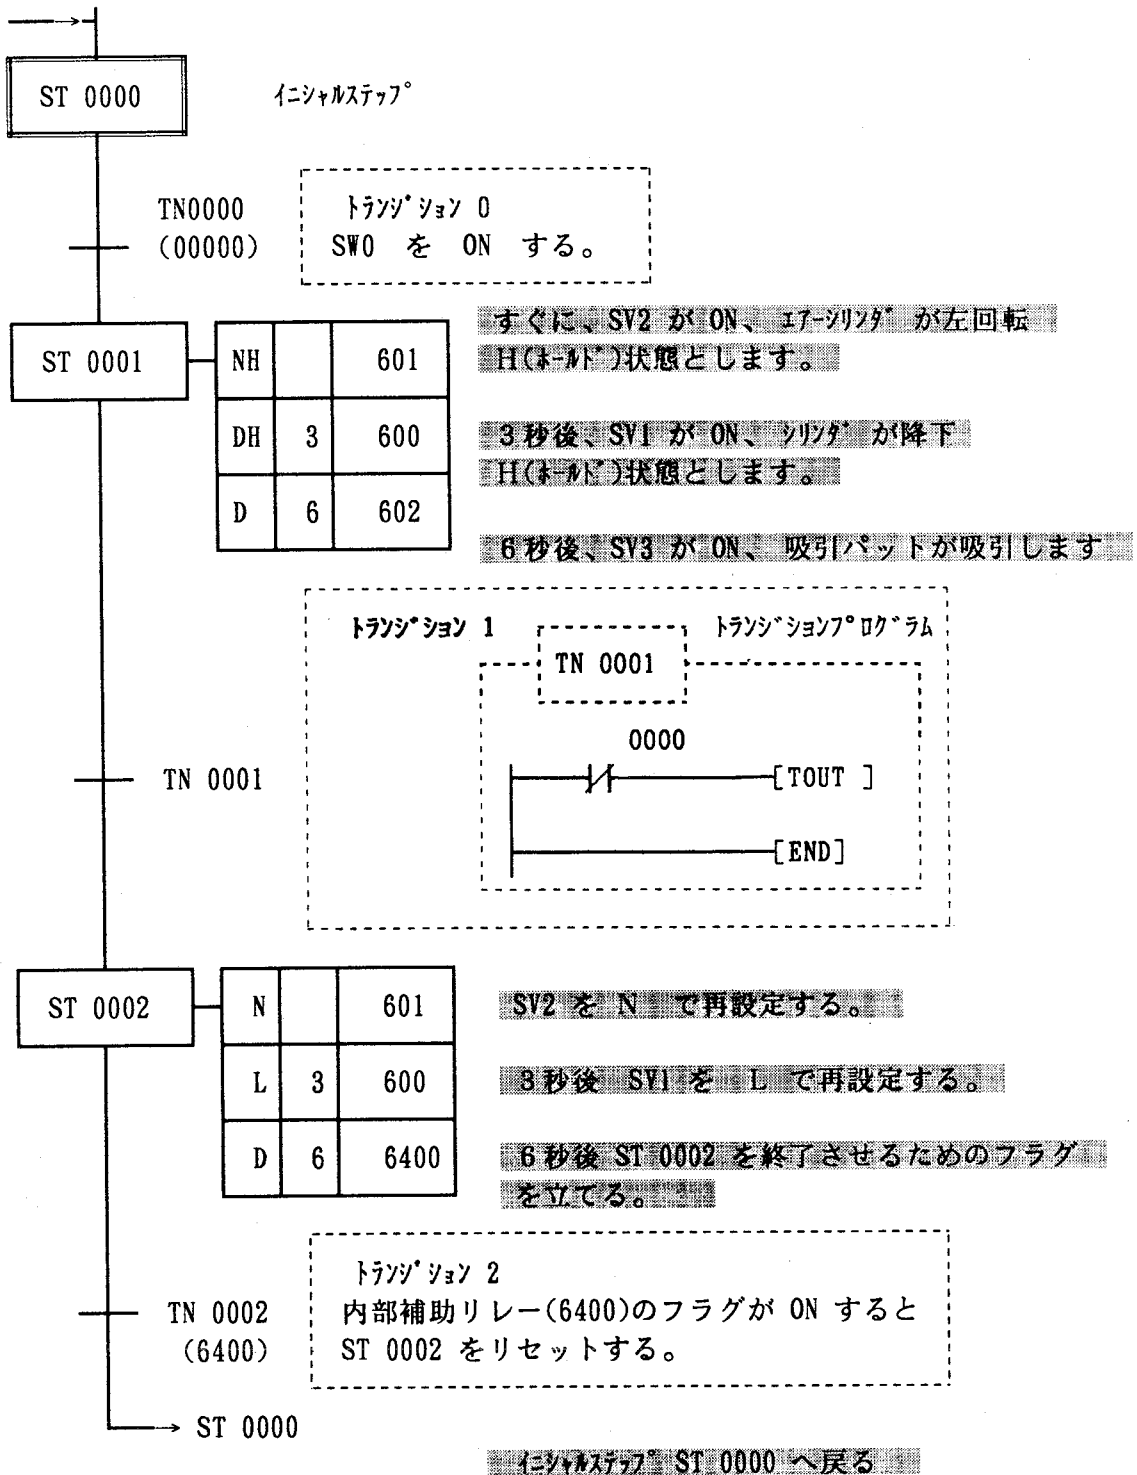 ST 0000
イニシャルステップ
TN0000
(00000)
トランジション 0
SW0 を ON する。
ST 0001
NH 601
DH 3 600
D 6 602
すぐに、SV2 が ON、エアーシリンダ が左回転
H(ホールド)状態とします。
3秒後、SV1 が ON、シリンダ が降下
H(ホールド)状態とします。
6秒後、SV3 が ON、吸引パットが吸引します
トランジション 1
トランジションプログラム
TN 0001
0000
[TOUT ]
[END]
TN 0001
ST 0002
N 601
L 3 600
D 6 6400
SV2 を N で再設定する。
3秒後 SV1 を L で再設定する。
6秒後 ST 0002 を終了させるためのフラグ
を立てる。
TN 0002
(6400)
トランジション 2
内部補助リレー(6400)のフラグが ON すると
ST 0002 をリセットする。
ST 0000
イニシャルステップ ST 0000 へ戻る